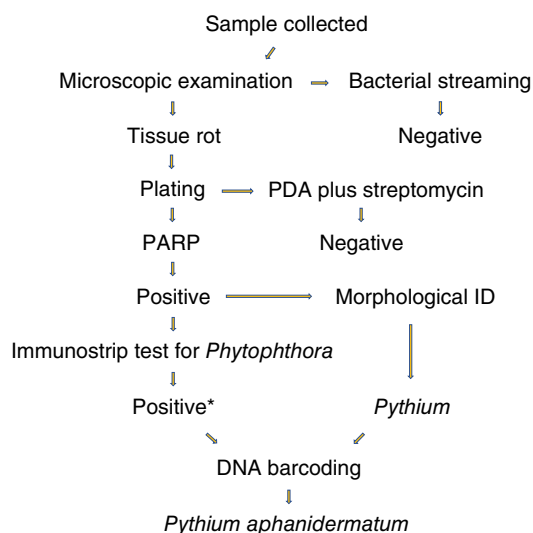 Sample collected
Microscopic examination Bacterial streaming
Tissue rot Negative
Plating PDA plus streptomycin
PARP Negative
Positive Morphological ID
Immunostrip test for Phytophthora
Positive* Pythium
DNA barcoding
Pythium aphanidermatum